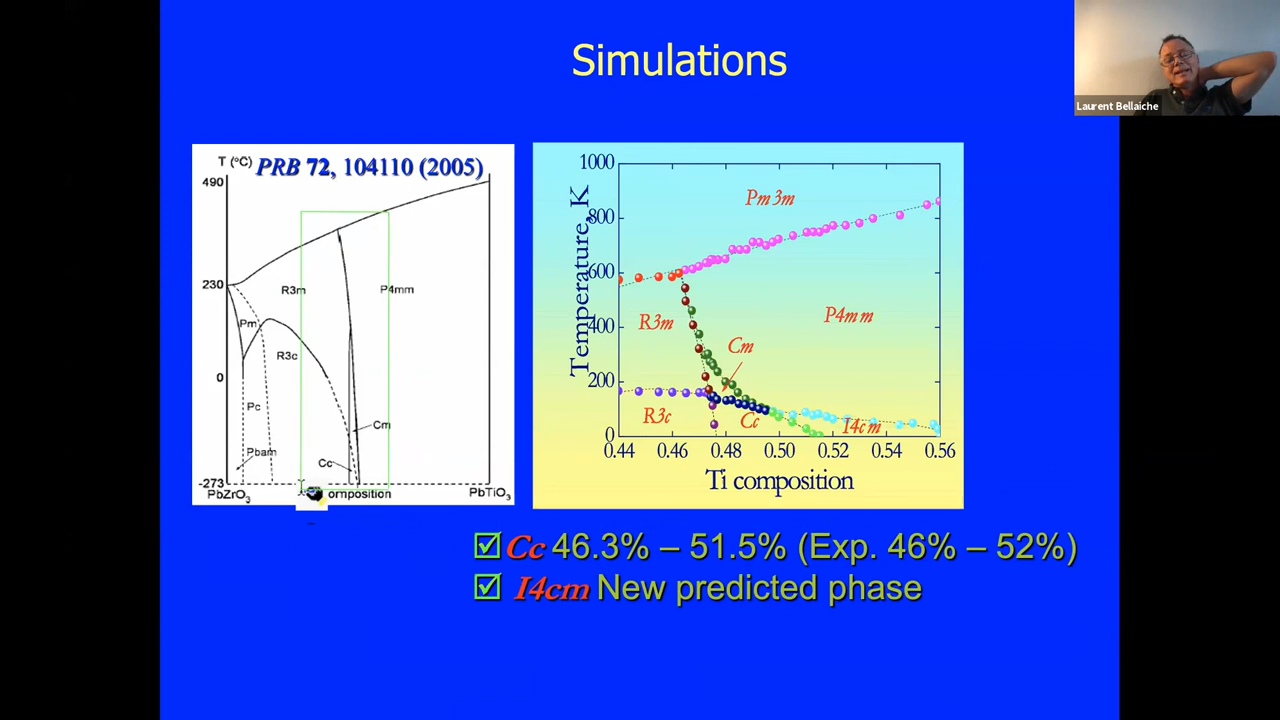 Simulations
Laurent Bellaiche
T (°C)
PRB 72, 104110 (2005)
490
230
0
-273
R3m
P4mm
Pm
R3c
Pc
Cm
Pbam
Cc
PbZrO3
omposition
PbTiO3
1000
800
600
400
200
0
Temperature, K
Pm3m
R3m
P4mm
Cm
R3c
Cc
I4cm
0.44 0.46 0.48 0.50 0.52 0.54 0.56
Ti composition
Cc 46.3% – 51.5% (Exp. 46% – 52%)
I4cm New predicted phase